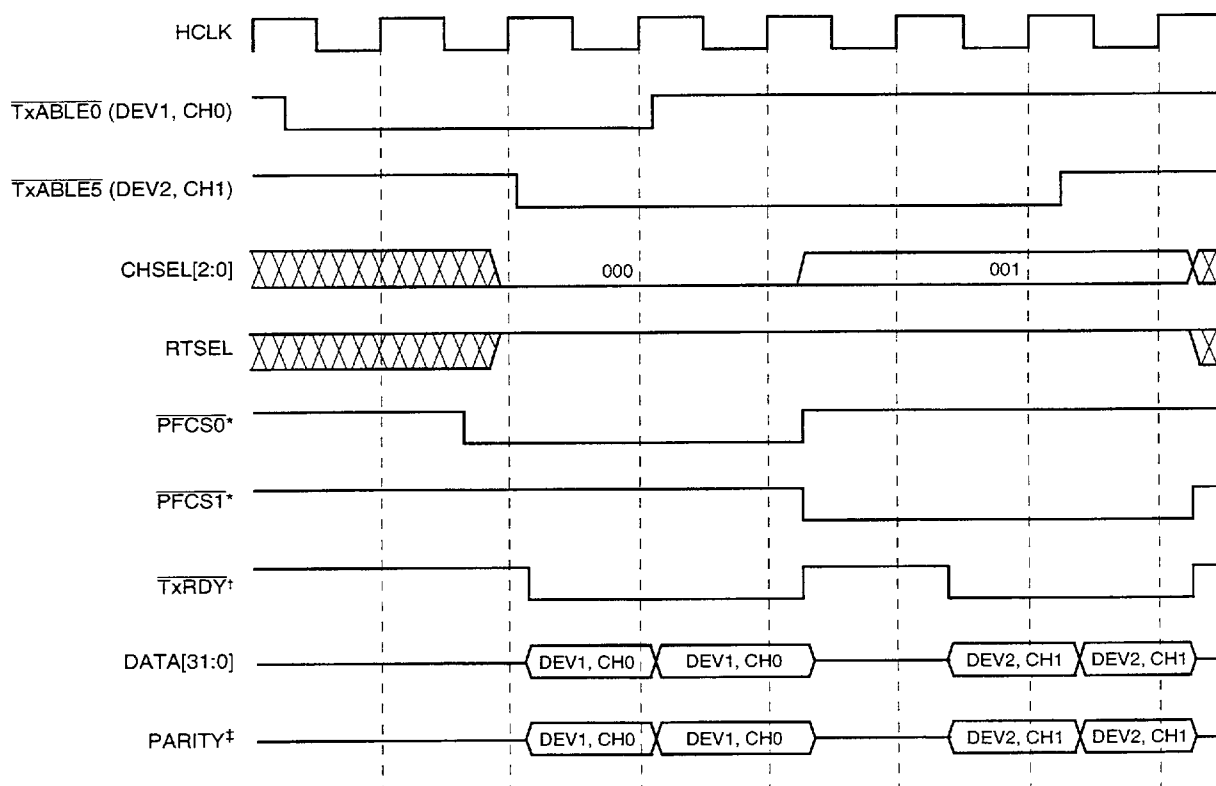 HCLK
TxABLE0 (DEV1, CH0)
TxABLE5 (DEV2, CH1)
CHSEL[2:0]
000
001
RTSEL
PFCS0*
PFCS1*
TxRDY†
DATA[31:0]
DEV1, CH0
DEV1, CH0
DEV2, CH1
DEV2, CH1
PARITY‡
DEV1, CH0
DEV1, CH0
DEV2, CH1
DEV2, CH1